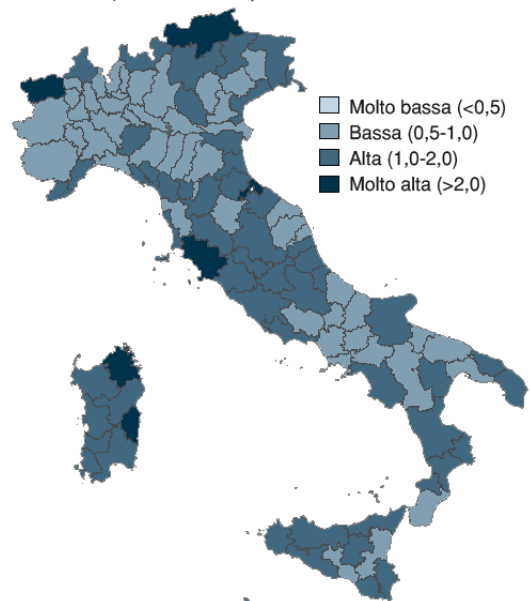 Molto bassa (<0,5)
Bassa (0,5-1,0)
Alta (1,0-2,0)
Molto alta (>2,0)